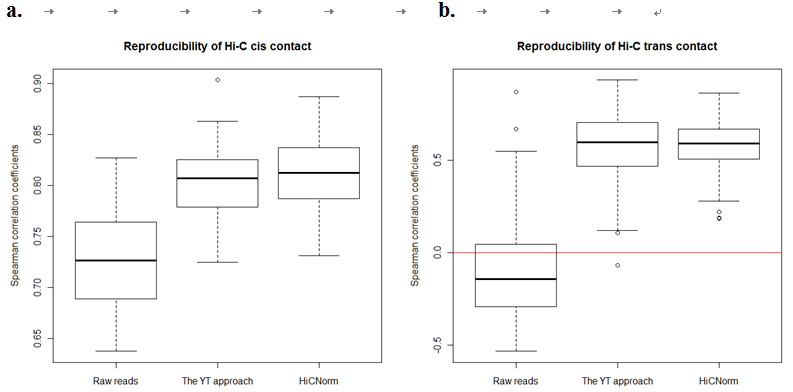 a.
Reproducibility of Hi-C cis contact
Spearman correlation coefficients
0.90
0.85
0.80
0.75
0.70
0.65
Raw reads
The YT approach
HiCNorm
b.
Reproducibility of Hi-C trans contact
Spearman correlation coefficients
0.5
0.0
-0.5
Raw reads
The YT approach
HiCNorm